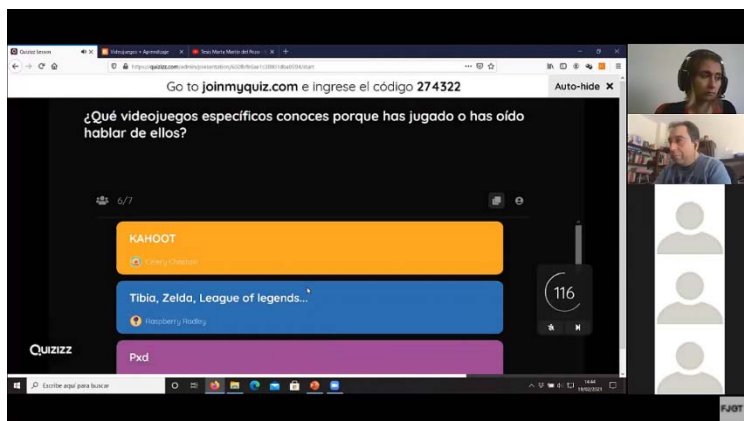 Quizizz lesson
Videojuegos + Aprendizaje
Tesis Marta Martín del Pozo
Go to joinmyquiz.com e ingrese el código 274322
Auto-hide X
¿Qué videojuegos específicos conoces porque has jugado o has oído
hablar de ellos?
6/7
KAHOOT
Tibia, Zelda, League of legends...
Raspberry Radley
116
Pxd
Quizizz
Escribe aquí para buscar
FJGT